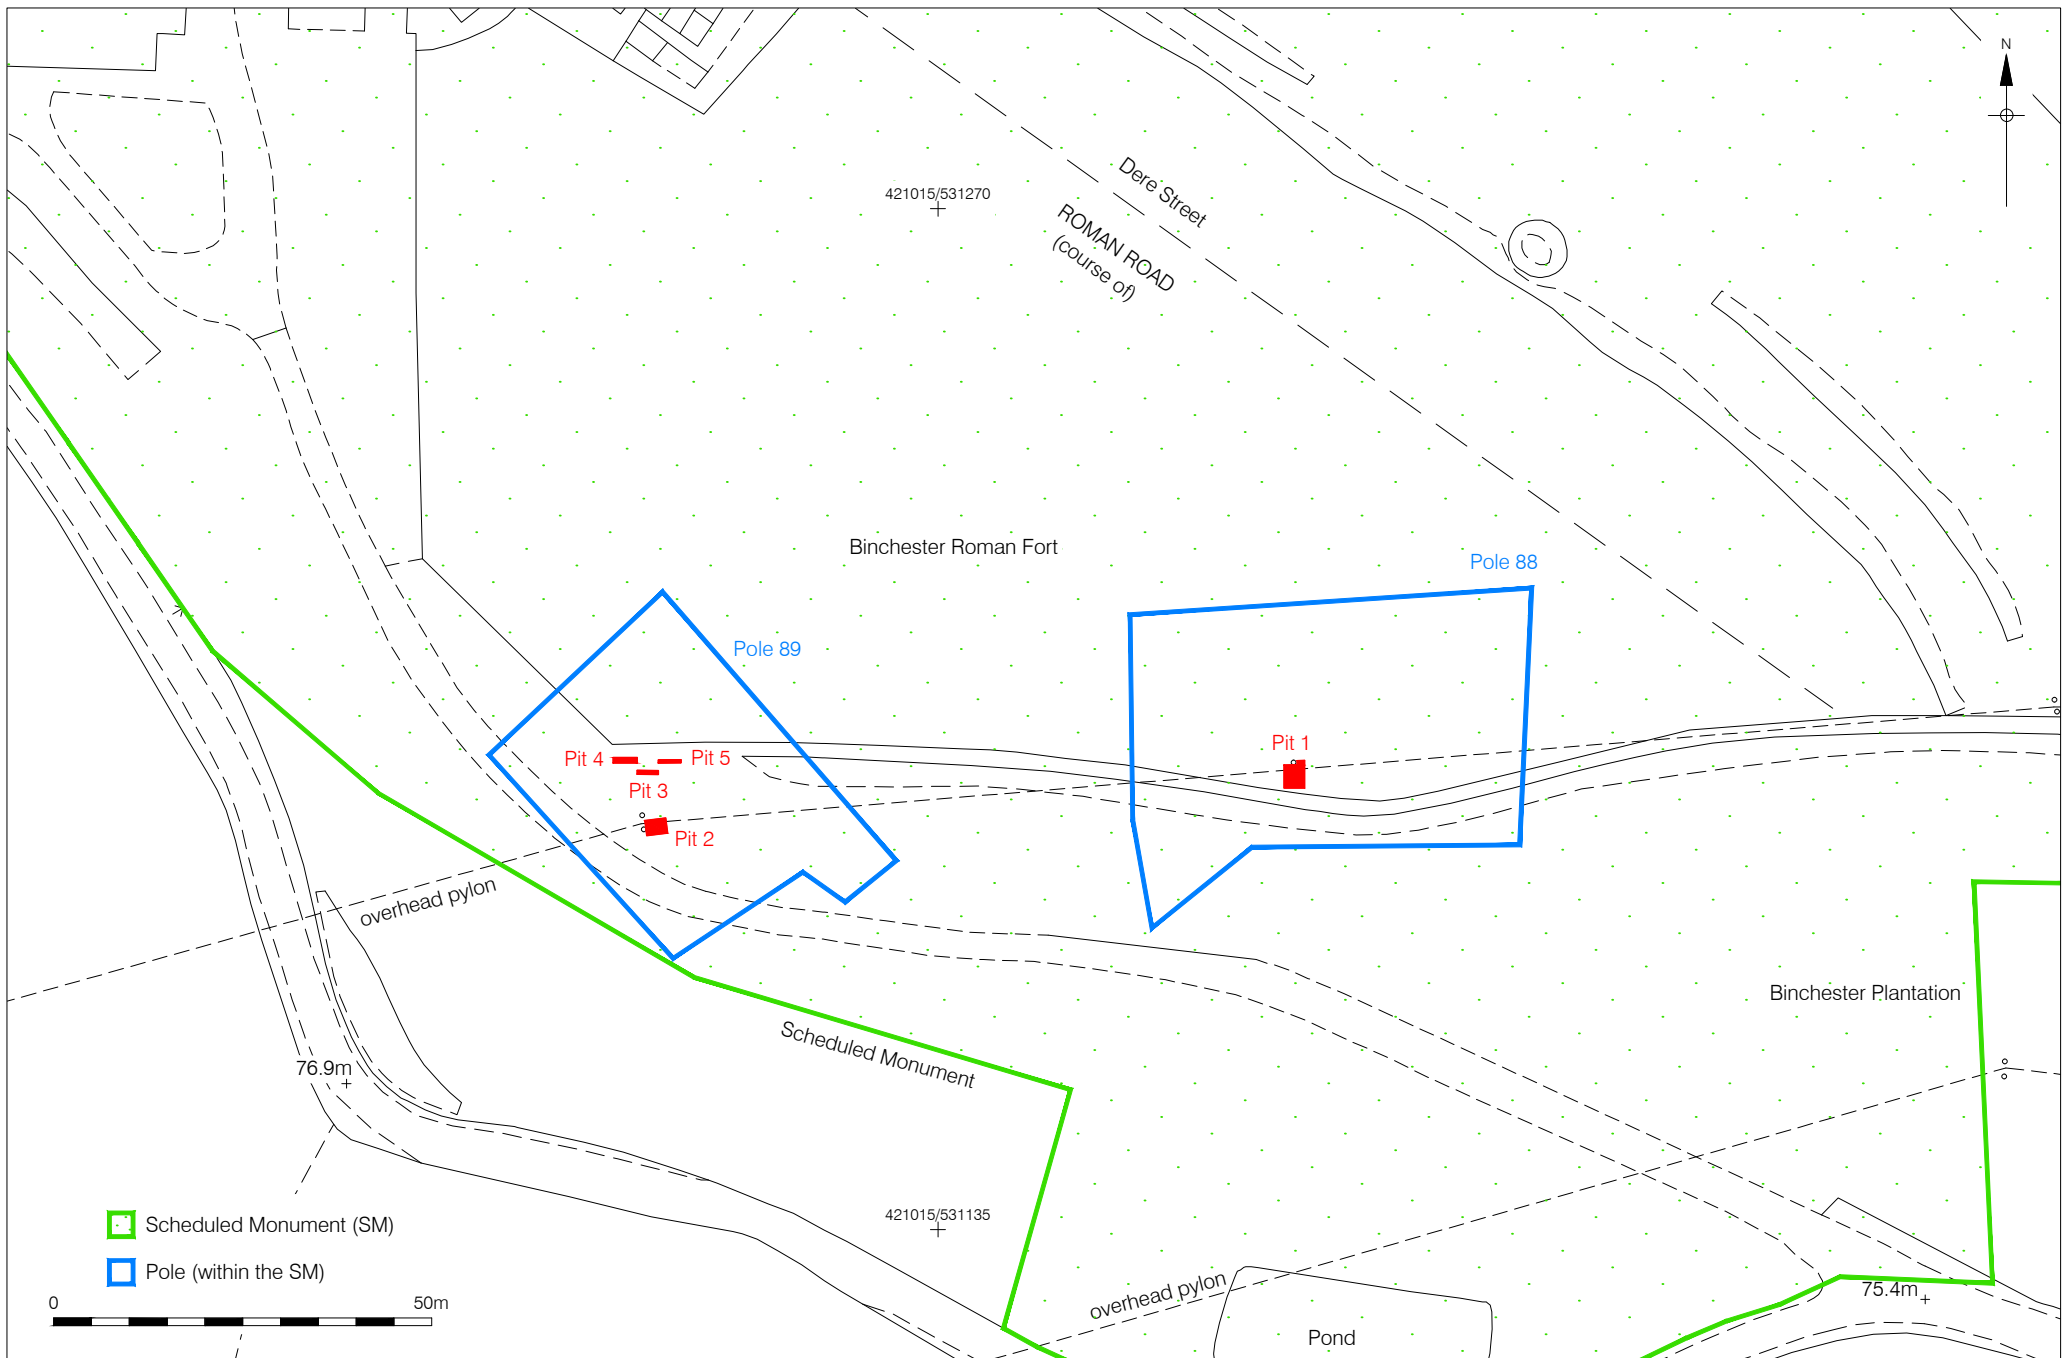 N
Dere Street
421015/531270
ROMAN ROAD
(course of)
Binchester Roman Fort
Pole 88
Pole 89
Pit 1
Pit 4
Pit 5
Pit 3
Pit 2
overhead pylon
Binchester Plantation
Scheduled Monument
76.9m
421015/531135
Scheduled Monument (SM)
Pole (within the SM)
overhead pylon
75.4m
0 50m
Pond